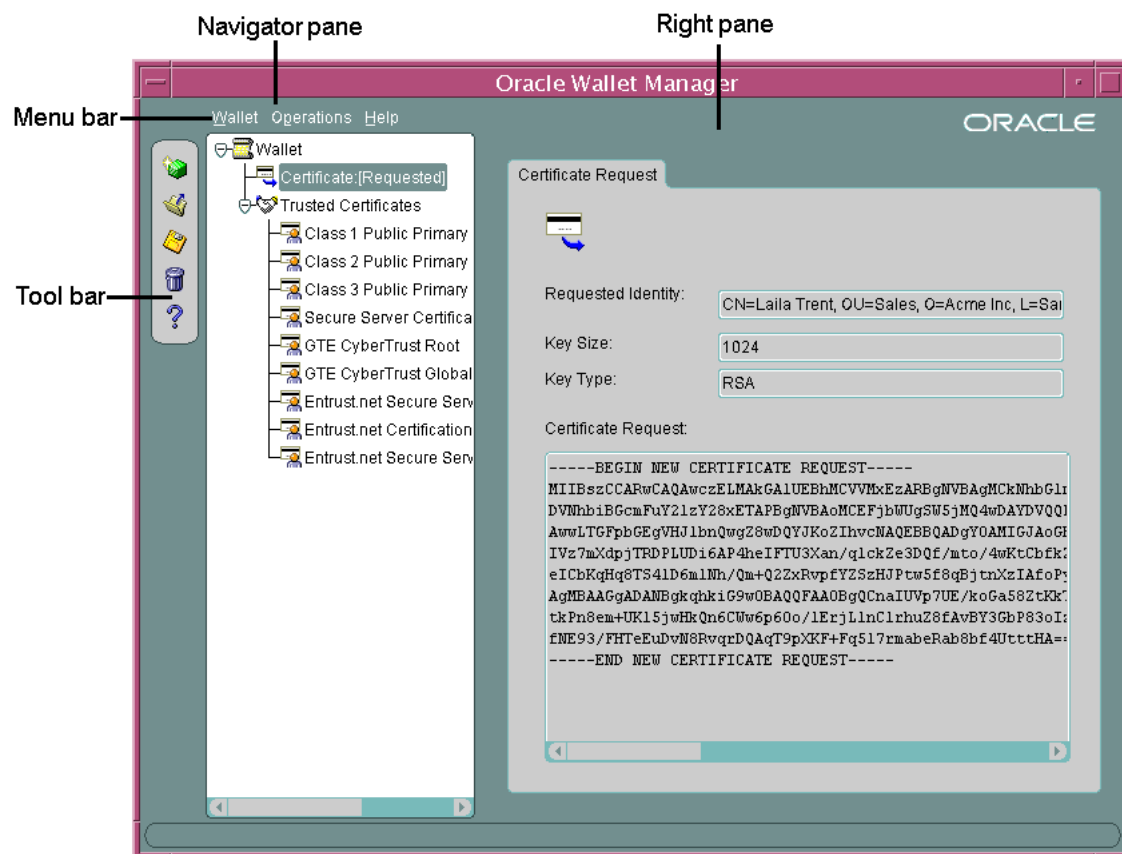 Navigator pane
Right pane
Oracle Wallet Manager
Menu bar
Wallet Operations Help
ORACLE
Wallet
Certificate:[Requested]
Trusted Certificates
Class 1 Public Primary
Class 2 Public Primary
Class 3 Public Primary
Secure Server Certifica
GTE CyberTrust Root
GTE CyberTrust Global
Entrust.net Secure Serv
Entrust.net Certification
Entrust.net Secure Serv
Tool bar
Certificate Request
Requested Identity:
CN=Laila Trent, OU=Sales, O=Acme Inc, L=Sa
Key Size:
1024
Key Type:
RSA
Certificate Request:
-----BEGIN NEW CERTIFICATE REQUEST-----
-----END NEW CERTIFICATE REQUEST-----